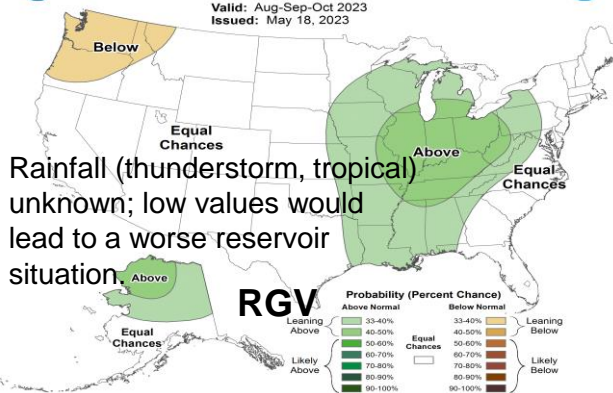 Valid: Aug-Sep-Oct 2023
Issued: May 18, 2023
Below
Equal
Chances
Above
Equal
Chances
Rainfall (thunderstorm, tropical)
unknown; low values would
lead to a worse reservoir
situation.
Above
Equal
Chances
RGV
Probability (Percent Chance)
Above Normal
Below Normal
Leaning
Above
33-40%
40-50%
50-60%
60-70%
70-80%
80-90%
90-100%
Likely
Above
Equal
Chances
33-40%
40-50%
50-60%
60-70%
70-80%
80-90%
90-100%
Leaning
Below
Likely
Below